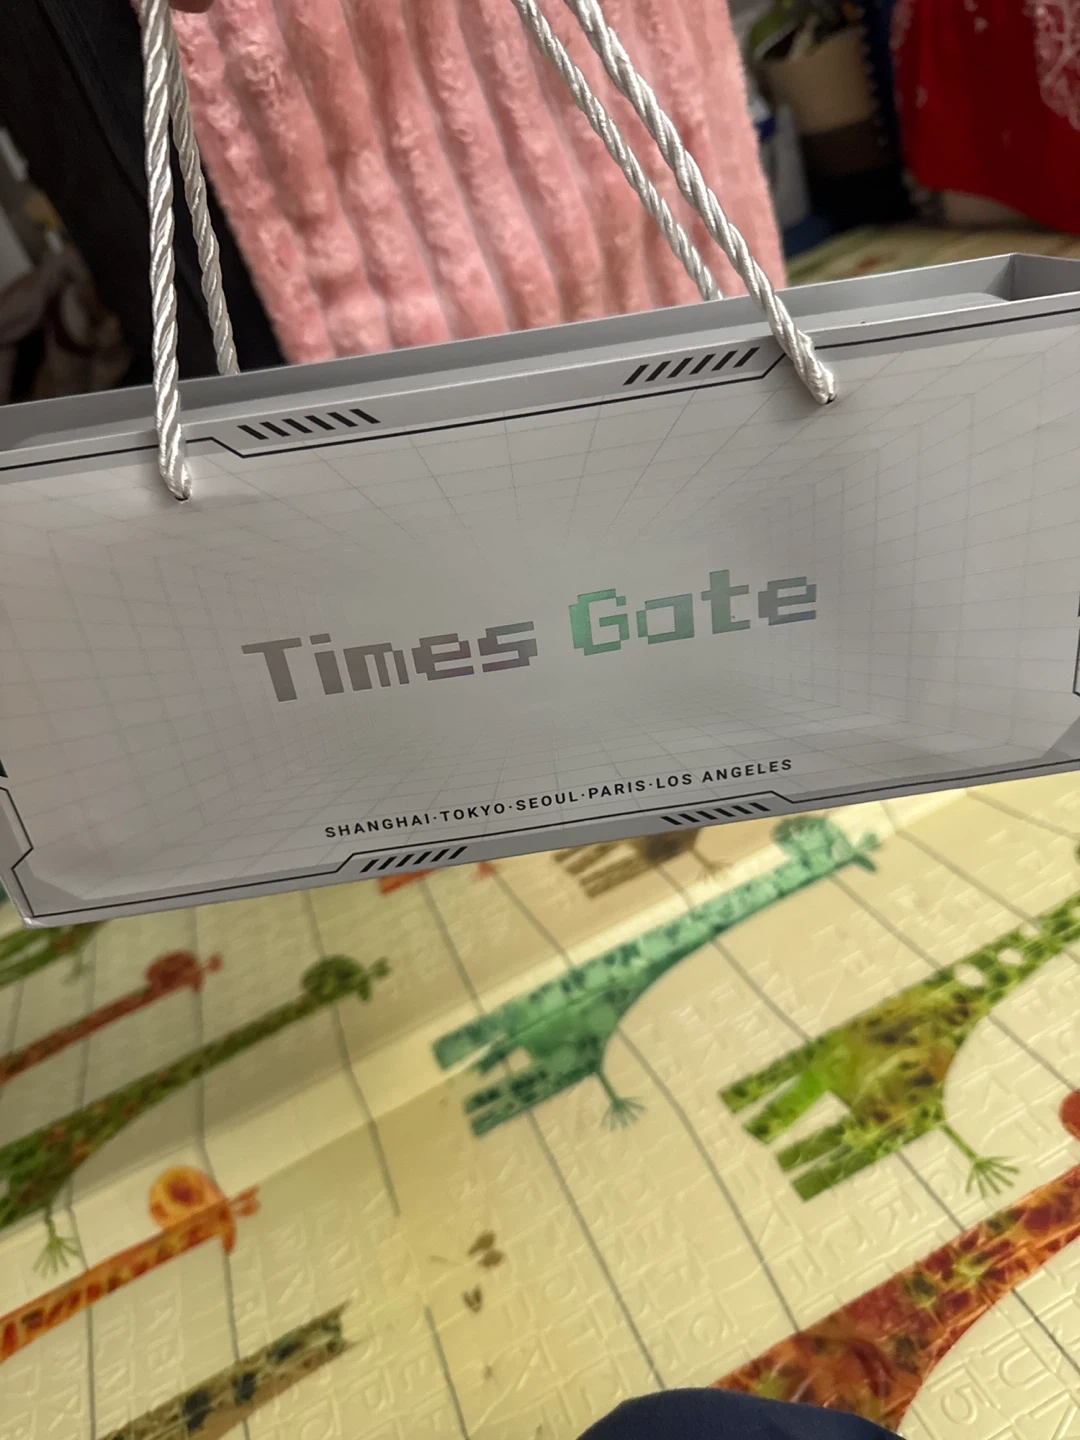 Times Gate
SHANGHAI·TOKYO·SEOUL·PARIS·LOS ANGELES